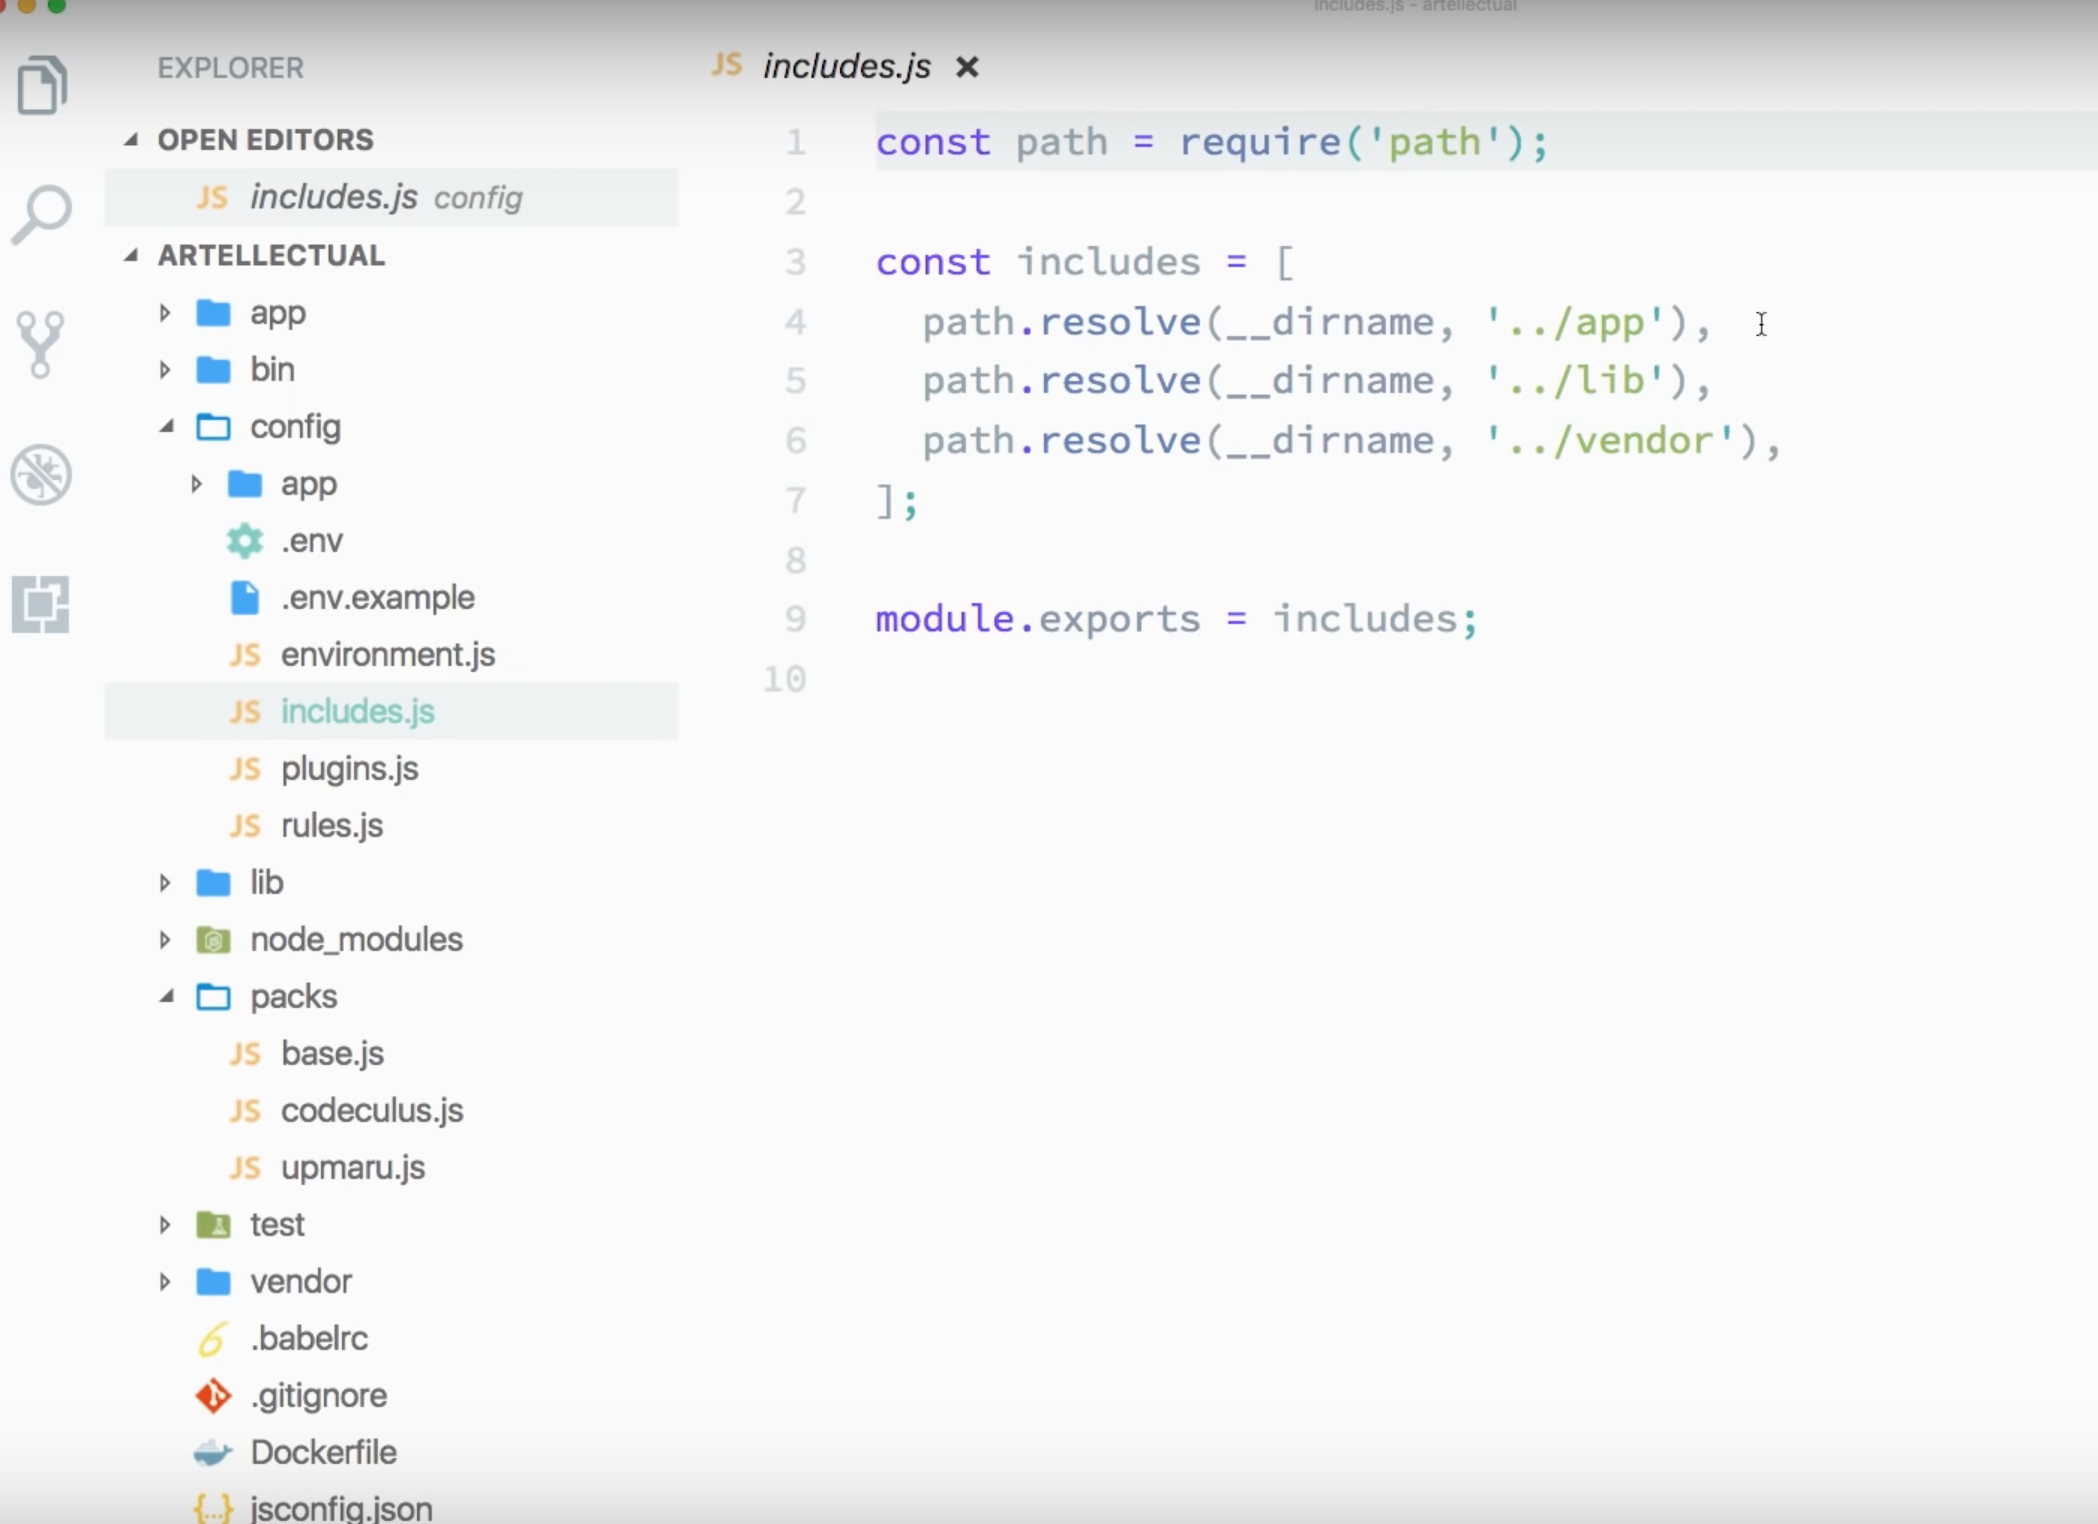 includes.js - artellectual
EXPLORER
OPEN EDITORS
JS includes.js config
ARTELLECTUAL
app
bin
config
app
.env
.env.example
JS environment.js
JS includes.js
JS plugins.js
JS rules.js
lib
node_modules
packs
JS base.js
JS codeculus.js
JS upmaru.js
test
vendor
6 .babelrc
.gitignore
Dockerfile
{..} jsconfig.json
JS includes.js ×
1 const path = require('path');
2
3 const includes = [
4 path.resolve(__dirname, '../app'),
5 path.resolve(__dirname, '../lib'),
6 path.resolve(__dirname, '../vendor'),
7 ];
8
9 module.exports = includes;
10